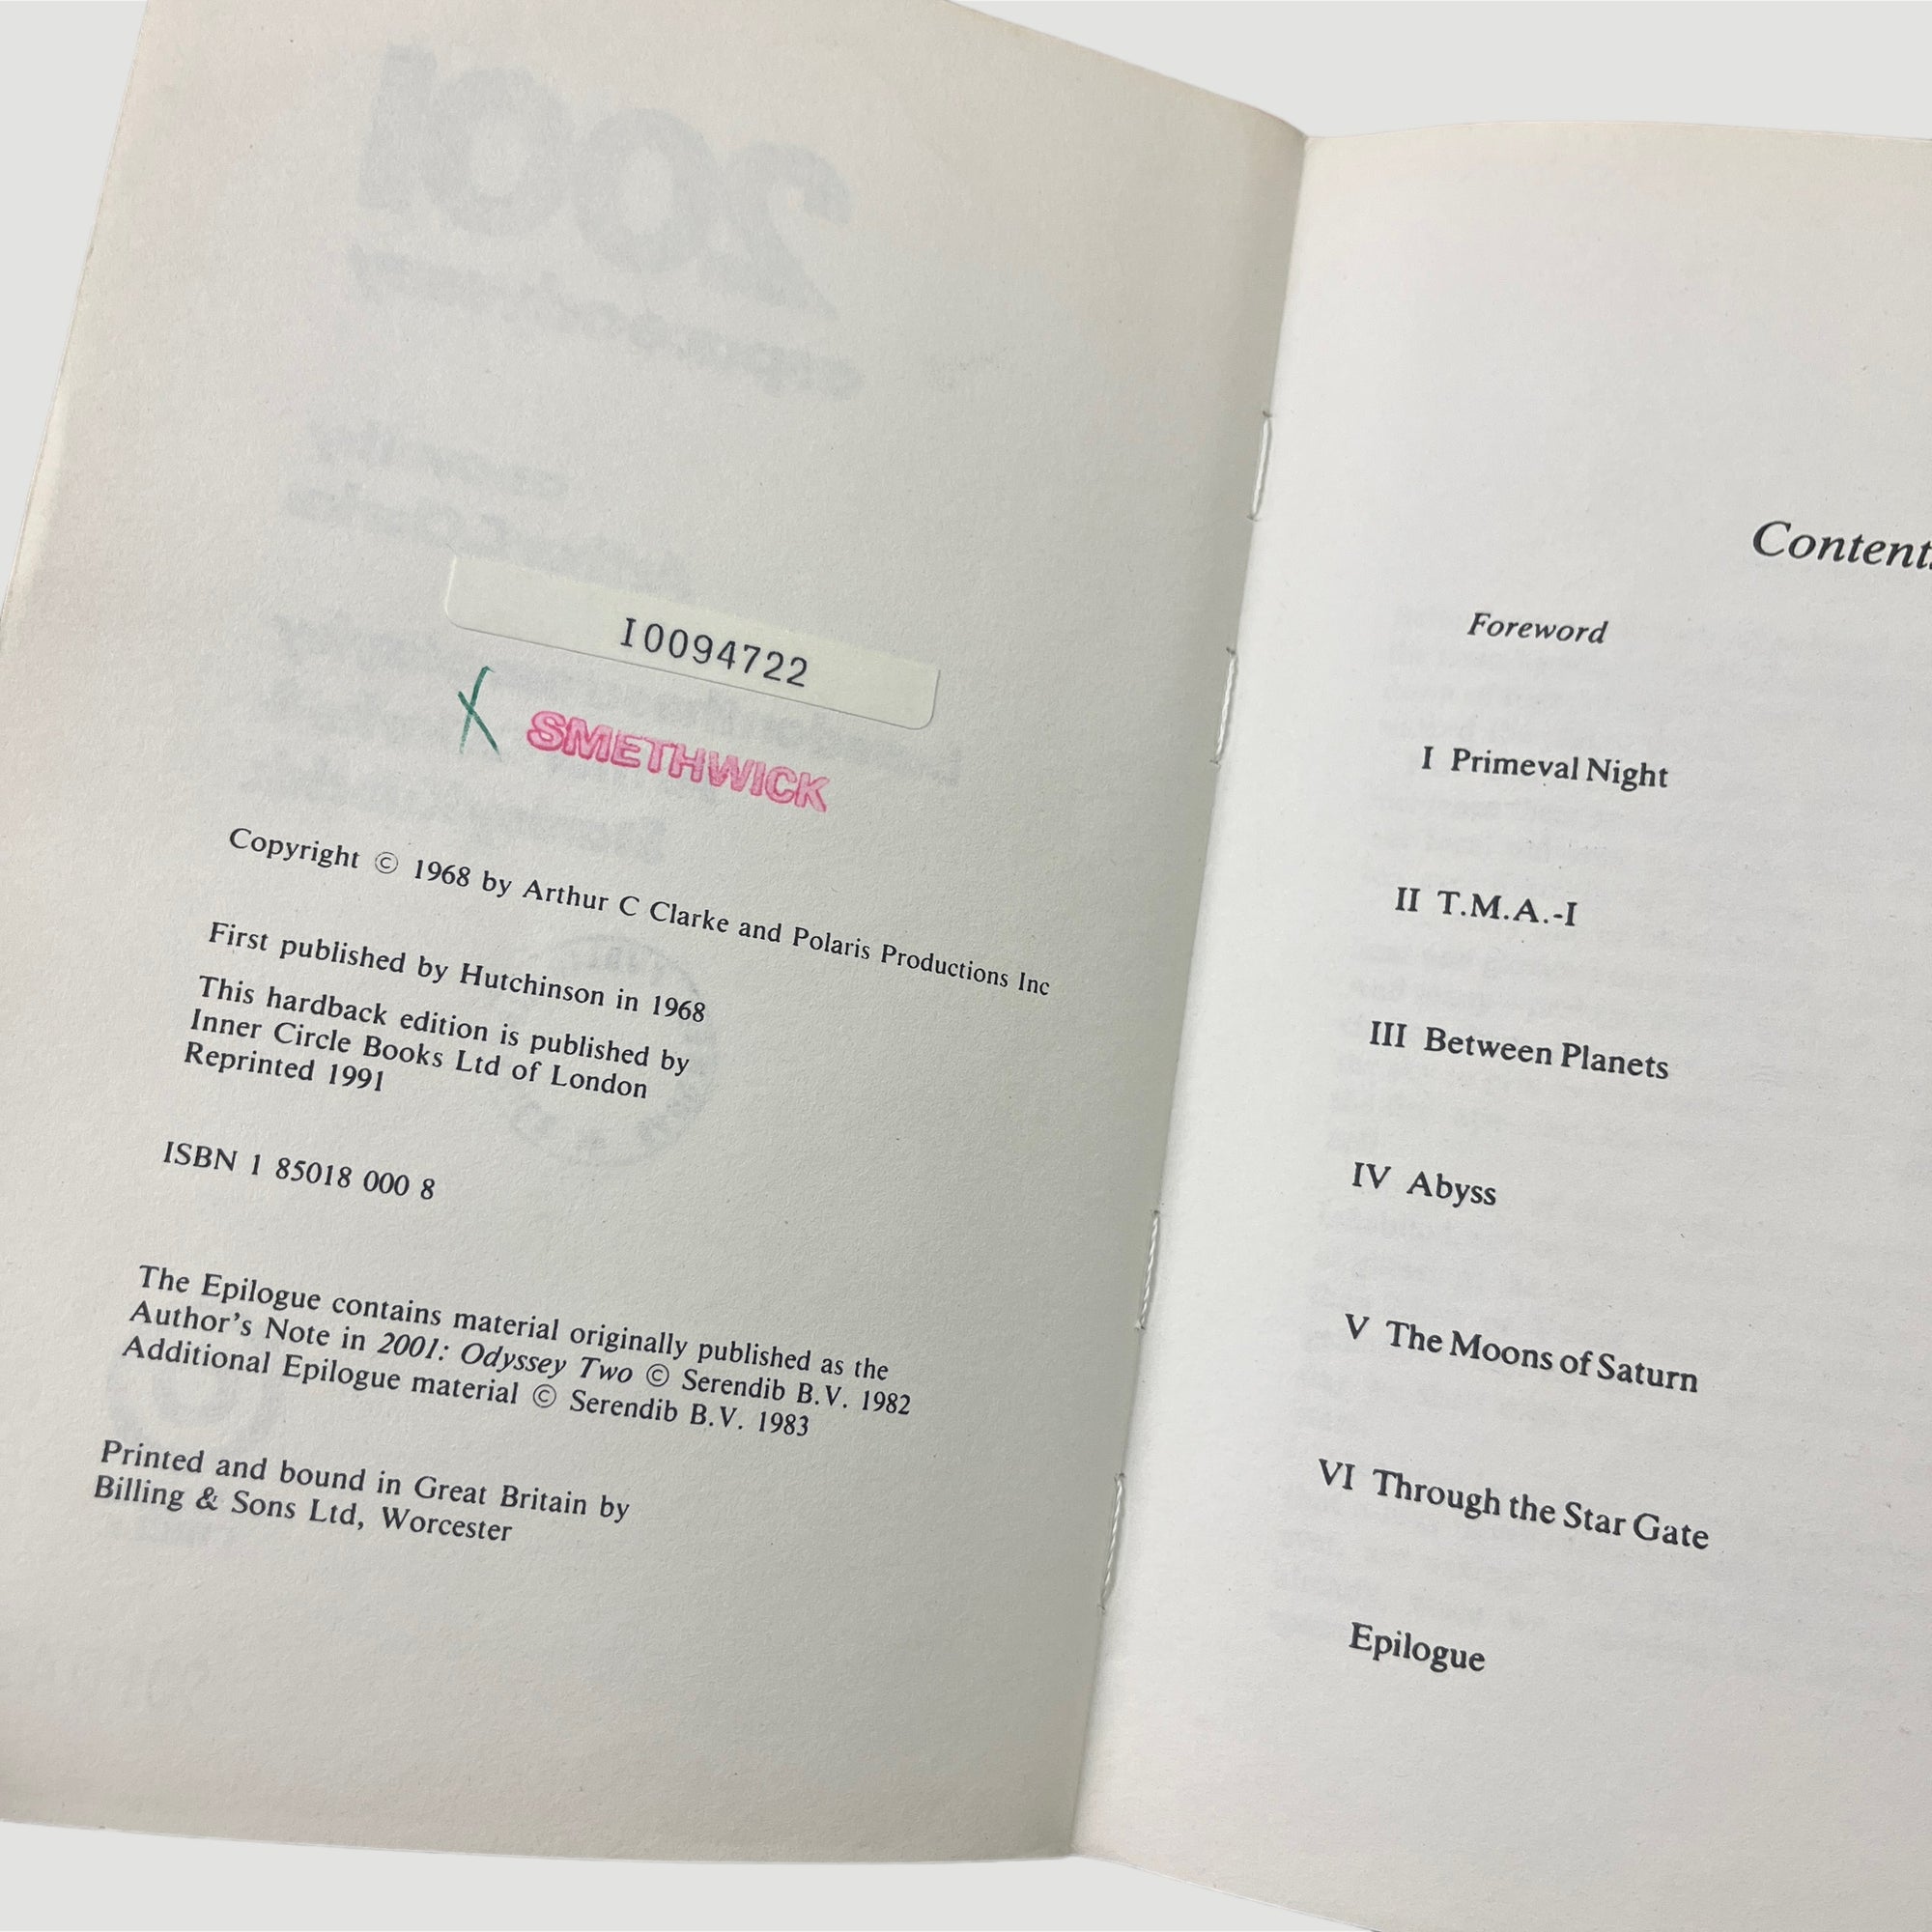 2001
a space odyssey
I0094722
SMETHWICK
Copyright © 1968 by Arthur C Clarke and Polaris Productions Inc
First published by Hutchinson in 1968
This hardback edition is published by
Inner Circle Books Ltd of London
Reprinted 1991
ISBN 1 85018 000 8
The Epilogue contains material originally published as the
Author's Note in 2001: Odyssey Two © Serendib B.V. 1982
Additional Epilogue material © Serendib B.V. 1983
Printed and bound in Great Britain by
Billing & Sons Ltd, Worcester
Content
Foreword
I Primeval Night
II T.M.A.-I
III Between Planets
IV Abyss
V The Moons of Saturn
VI Through the Star Gate
Epilogue